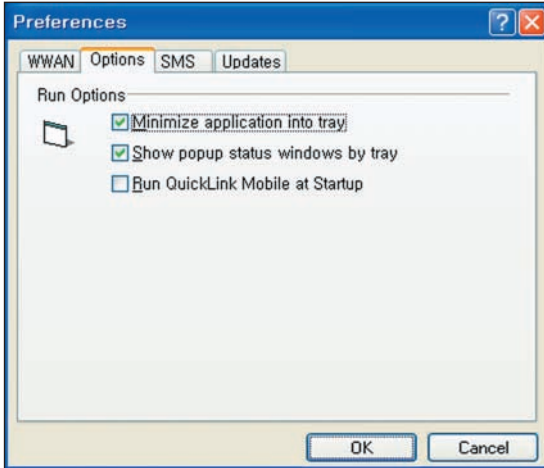 Preferences
WWAN Options SMS Updates
Run Options
Minimize application into tray
Show popup status windows by tray
Run QuickLink Mobile at Startup
OK Cancel